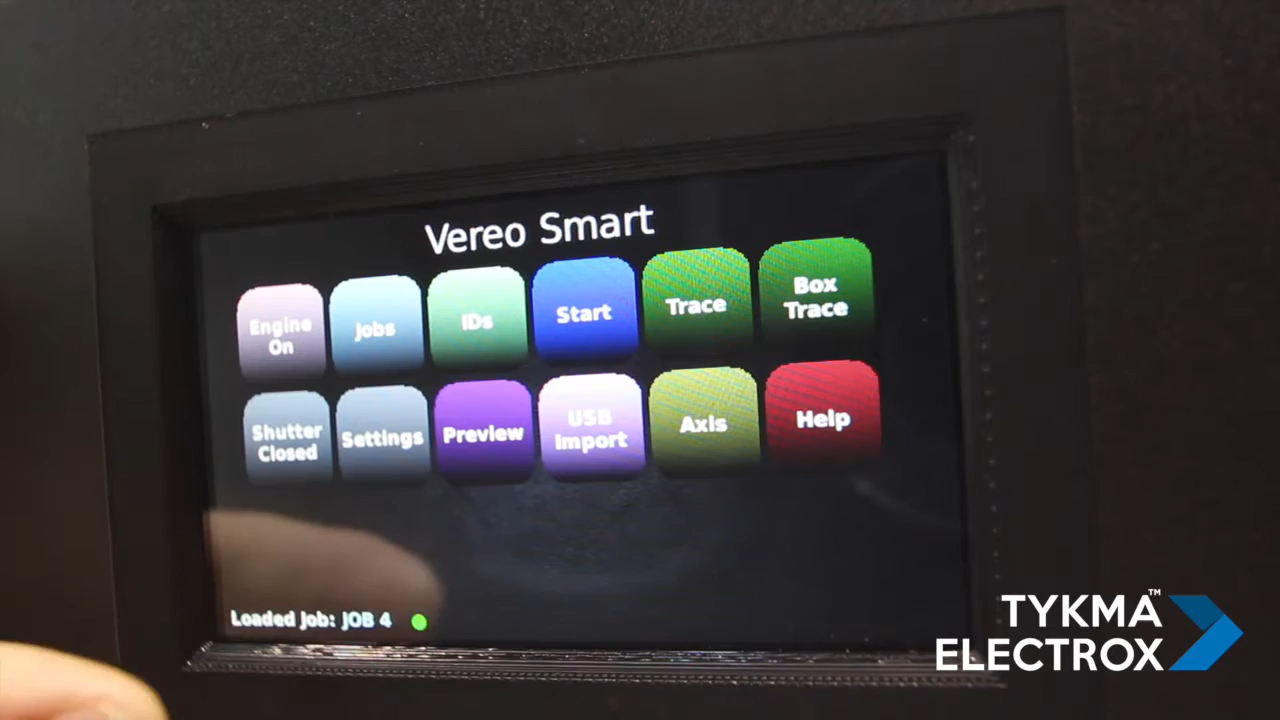 Vereo Smart
Engine
On
Jobs
IDs
Start
Trace
Box
Trace
Shutter
Closed
Settings
Preview
USB
Import
Axis
Help
Loaded Job: JOB 4
TYKMA™
ELECTROX